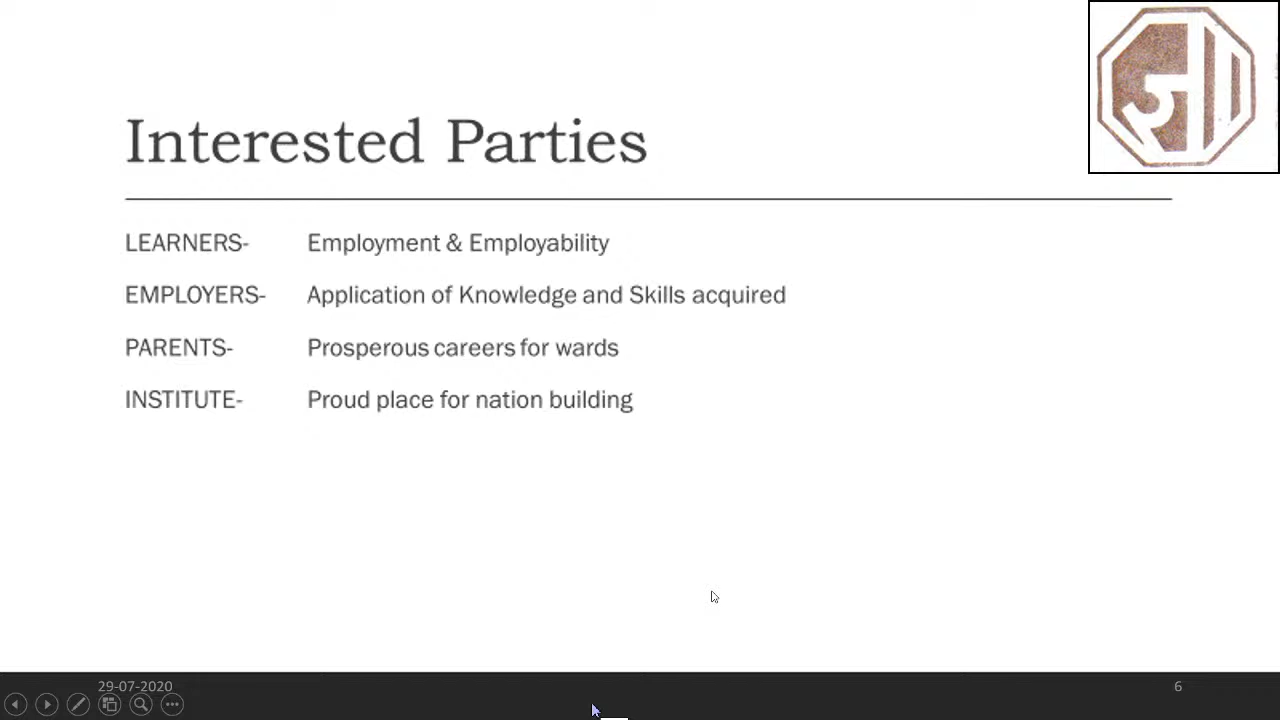 Interested Parties
LEARNERS- Employment & Employability
EMPLOYERS- Application of Knowledge and Skills acquired
PARENTS- Prosperous careers for wards
INSTITUTE- Proud place for nation building
29-07-2020
6